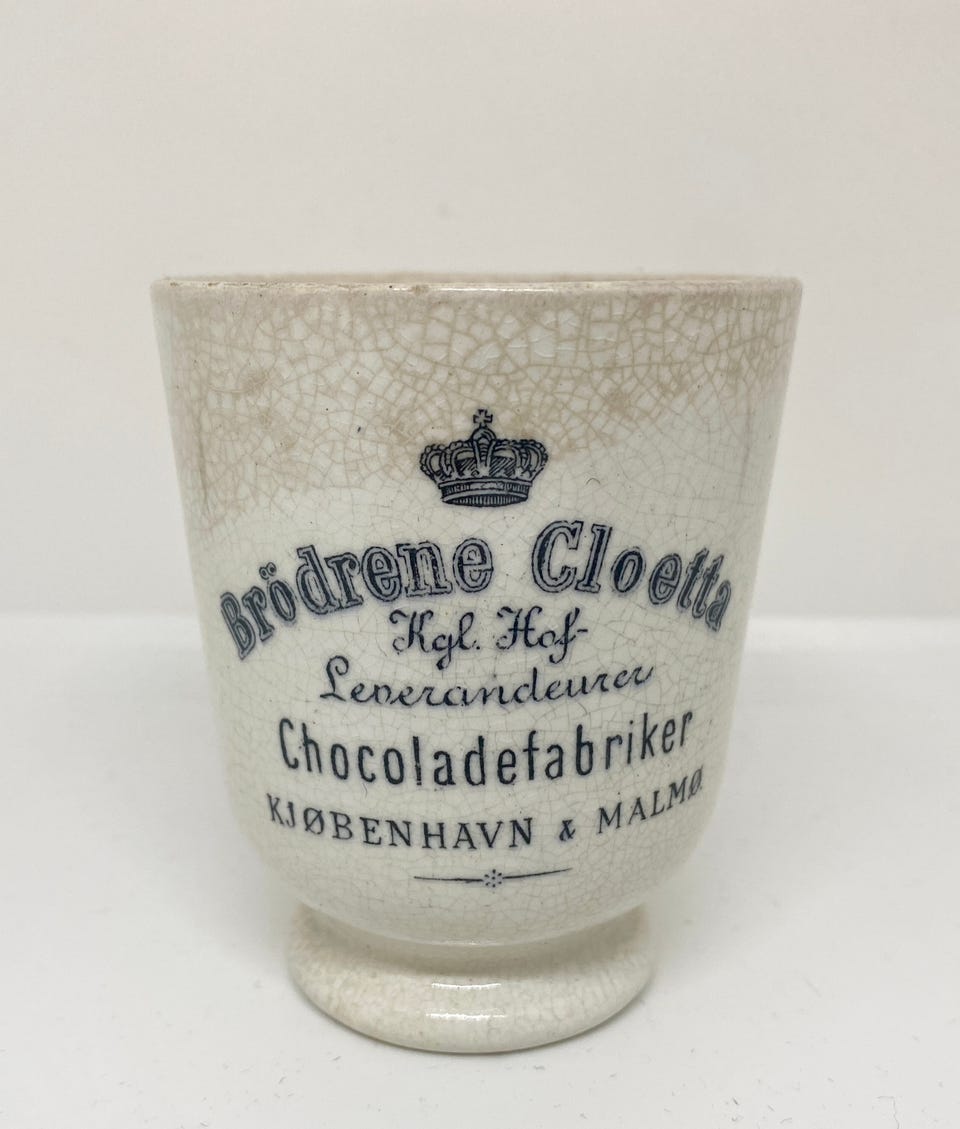 Brödrene Cloetta
Kgl. Hof-
Leverandeurer
Chocoladefabriker
KJØBENHAVN & MALMØ.